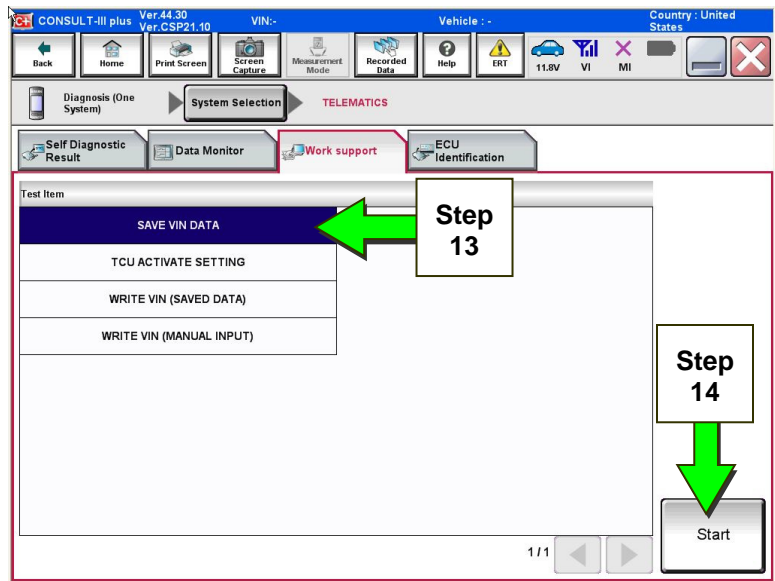 CONSULT-III plus Ver.44.30 VIN:- Vehicle : - Country : United
Ver.CSP21.10 States
Back Home Print Screen Screen Capture Measurement Mode Recorded Data Help ERT 11.8V VI MI
Diagnosis (One System) System Selection TELEMATICS
Self Diagnostic Result Data Monitor Work support ECU Identification
Test Item
SAVE VIN DATA
TCU ACTIVATE SETTING
WRITE VIN (SAVED DATA)
WRITE VIN (MANUAL INPUT)
Step
13
Step
14
Start
1/1